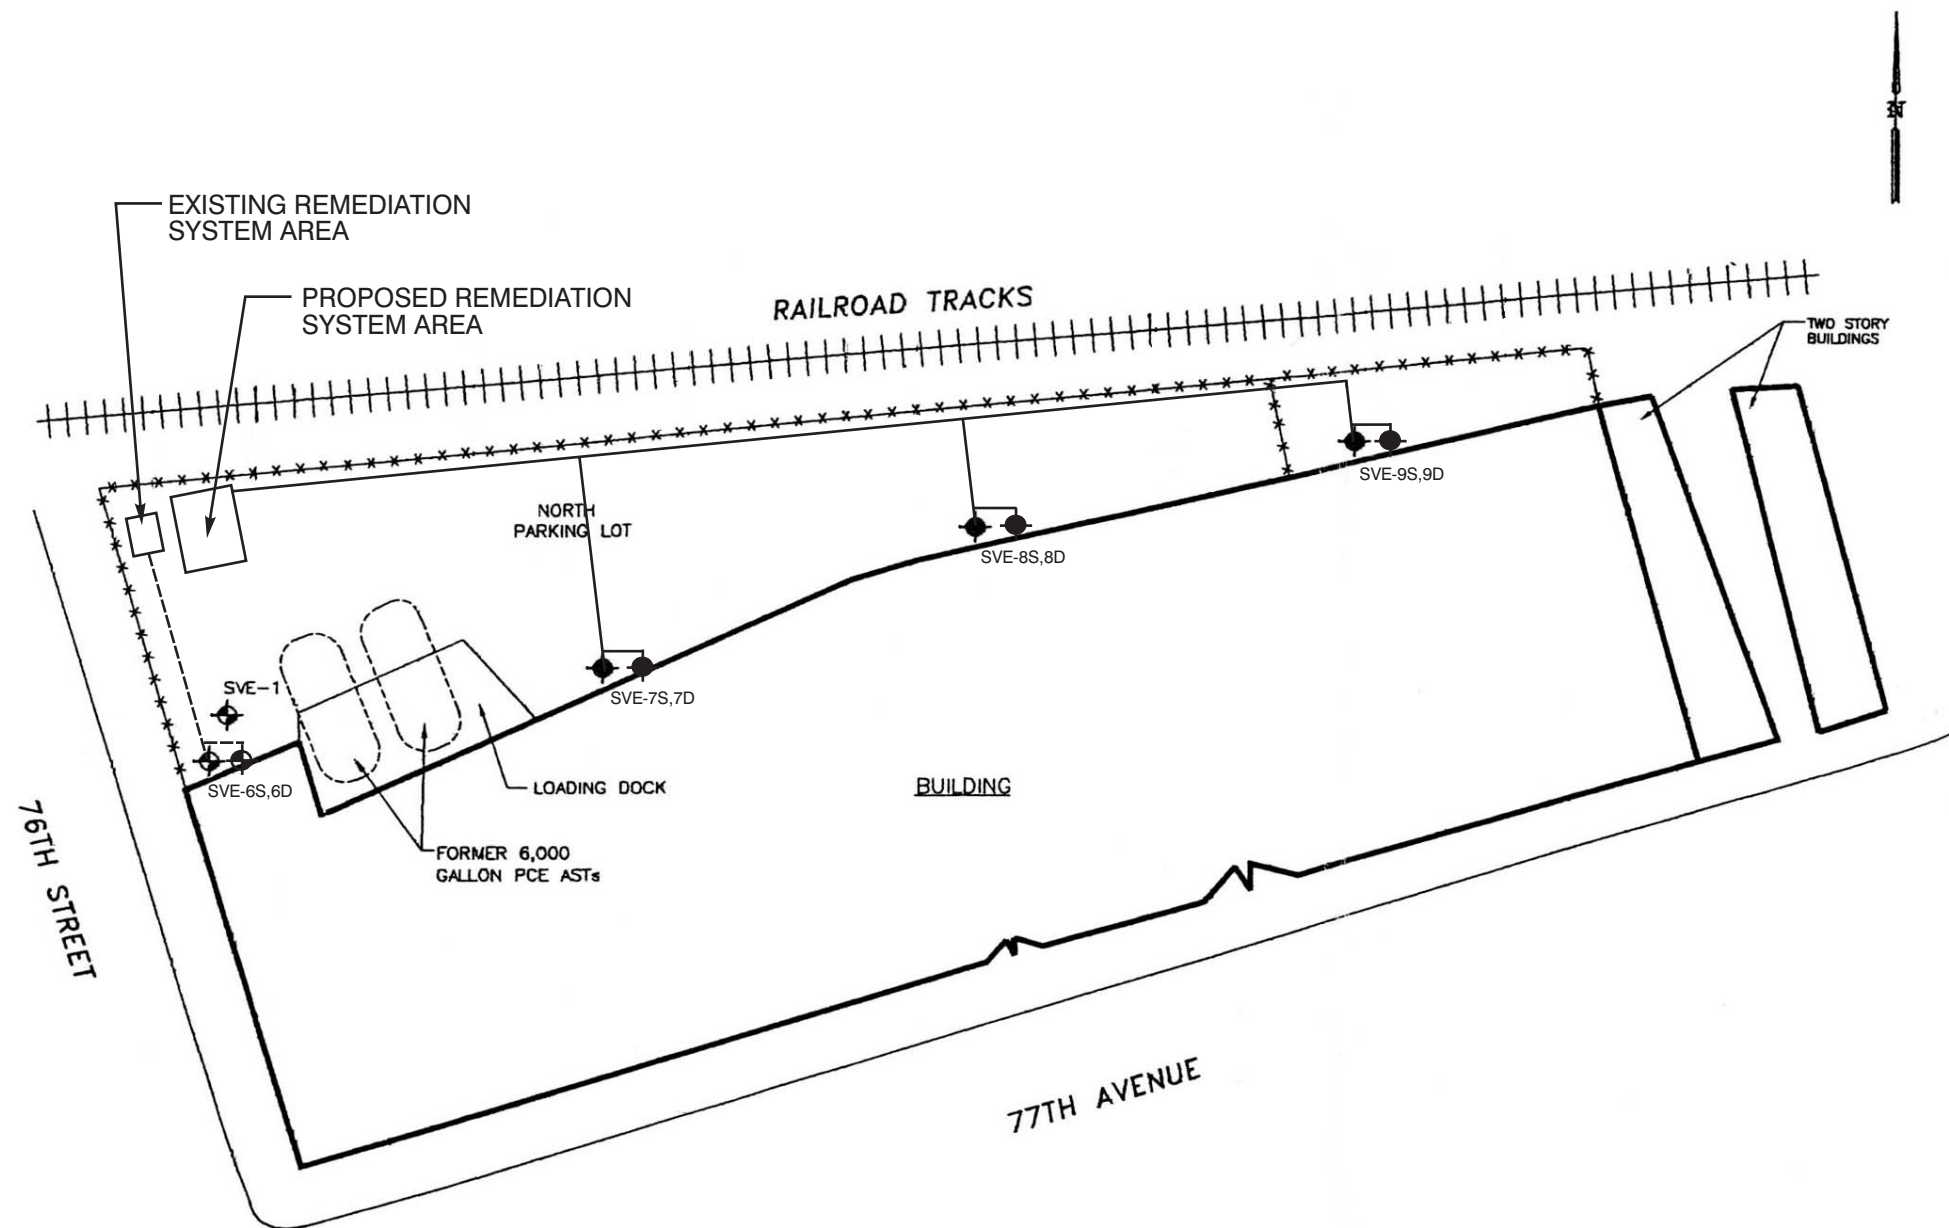 N
EXISTING REMEDIATION
SYSTEM AREA
PROPOSED REMEDIATION
SYSTEM AREA
RAILROAD TRACKS
TWO STORY
BUILDINGS
SVE-9S,9D
NORTH
PARKING LOT
SVE-8S,8D
SVE-1
SVE-7S,7D
SVE-6S,6D
LOADING DOCK
BUILDING
FORMER 6,000
GALLON PCE ASTs
76TH STREET
77TH AVENUE